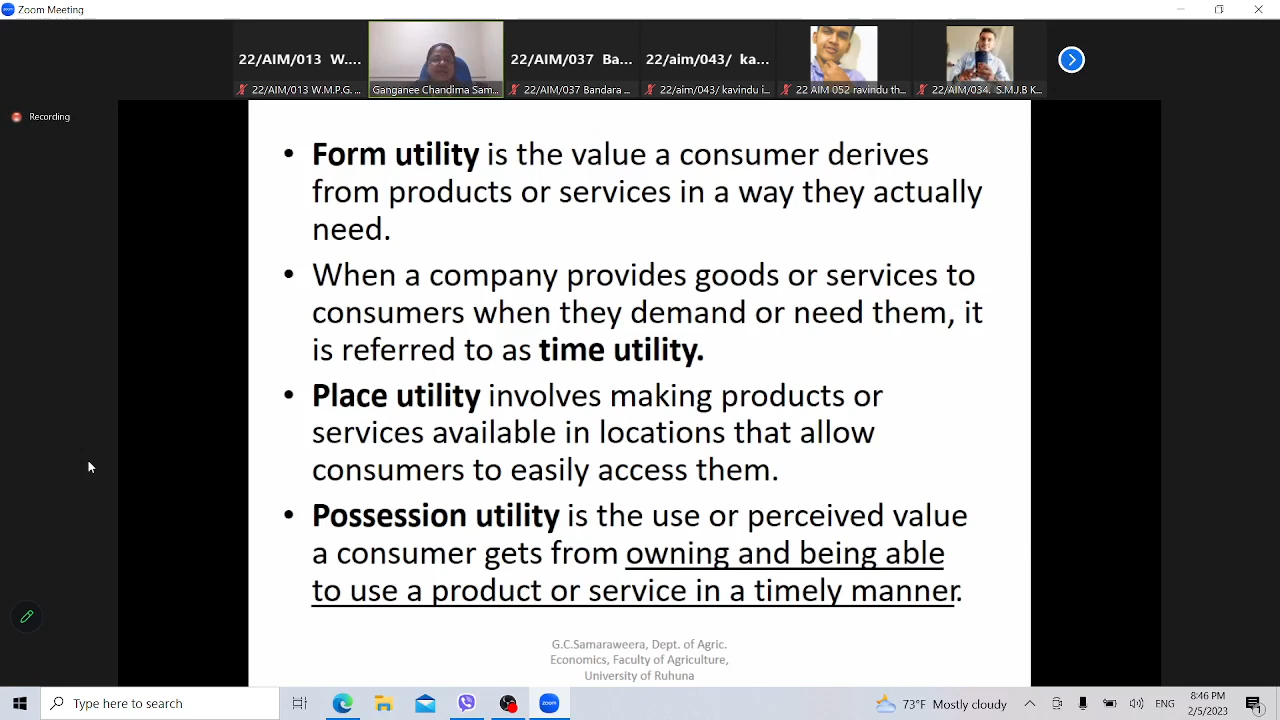 Zoom Meeting
22/AIM/013 W....
22/AIM/037 Ba...
22/aim/043/ ka...
22/AIM/013 W.M.P.G. ...
Ganganee Chandima Sam...
22/AIM/037 Bandara ...
22/aim/043/ kavindu i...
22 AIM 052 ravindu th...
22/AIM/034. S.M.J.B K...
Recording
• Form utility is the value a consumer derives
from products or services in a way they actually
need.
• When a company provides goods or services to
consumers when they demand or need them, it
is referred to as time utility.
• Place utility involves making products or
services available in locations that allow
consumers to easily access them.
• Possession utility is the use or perceived value
a consumer gets from owning and being able
to use a product or service in a timely manner.
G.C.Samaraweera, Dept. of Agric.
Economics, Faculty of Agriculture,
University of Ruhuna
Type here to search
zoom
73°F Mostly cloudy
8:46 PM
2/5/2023